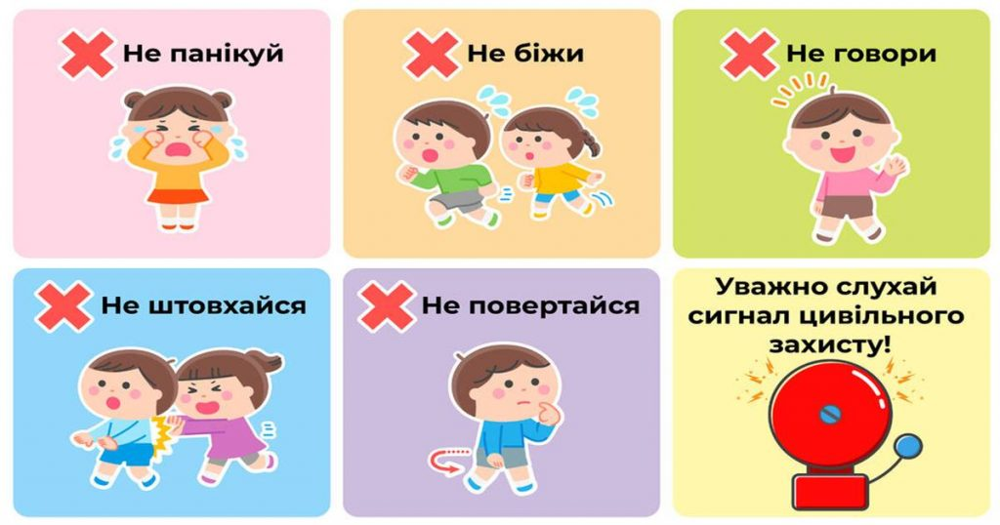 Не панікуй
Не біжи
Не говори
Не штовхайся
Не повертайся
Уважно слухай
сигнал цивільного
захисту!